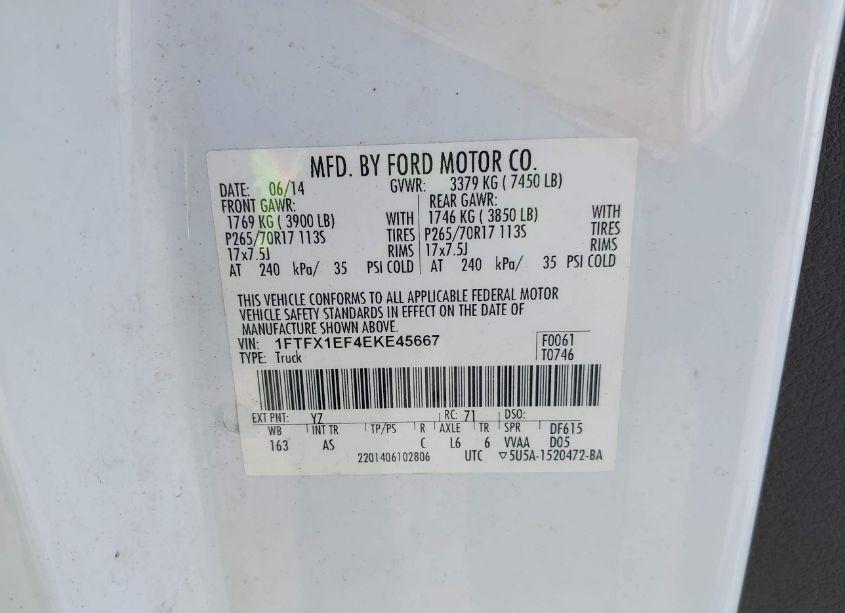 MFD. BY FORD MOTOR CO.
DATE: 06/14 GVWR: 3379 KG ( 7450 LB)
FRONT GAWR: REAR GAWR:
1769 KG ( 3900 LB) WITH 1746 KG ( 3850 LB) WITH
P265/70R17 113S TIRES P265/70R17 113S TIRES
17x7.5J RIMS 17x7.5J RIMS
AT 240 kPa/ 35 PSI COLD AT 240 kPa/ 35 PSI COLD
THIS VEHICLE CONFORMS TO ALL APPLICABLE FEDERAL MOTOR
VEHICLE SAFETY STANDARDS IN EFFECT ON THE DATE OF
MANUFACTURE SHOWN ABOVE.
VIN: 1FTFX1EF4EKE45667 F0061
TYPE: Truck T0746
EXT PNT: YZ RC: 71 DSO:
WB INT TR TP/PS R AXLE TR SPR DF615
163 AS C L6 6 VVAA D05
2201406102806 UTC ▽5U5A-1520472-BA